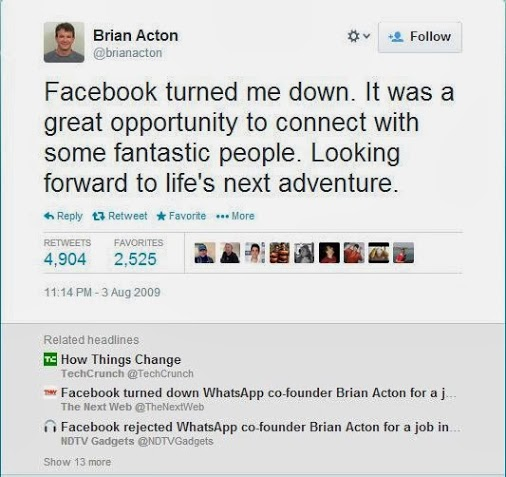 Brian Acton
@brianacton
Follow
Facebook turned me down. It was a
great opportunity to connect with
some fantastic people. Looking
forward to life's next adventure.
Reply Retweet Favorite More
RETWEETS FAVORITES
4,904 2,525
11:14 PM - 3 Aug 2009
Related headlines
TC How Things Change
TechCrunch @TechCrunch
TNW Facebook turned down WhatsApp co-founder Brian Acton for a j...
The Next Web @TheNextWeb
Facebook rejected WhatsApp co-founder Brian Acton for a job in...
NDTV Gadgets @NDTVGadgets
Show 13 more